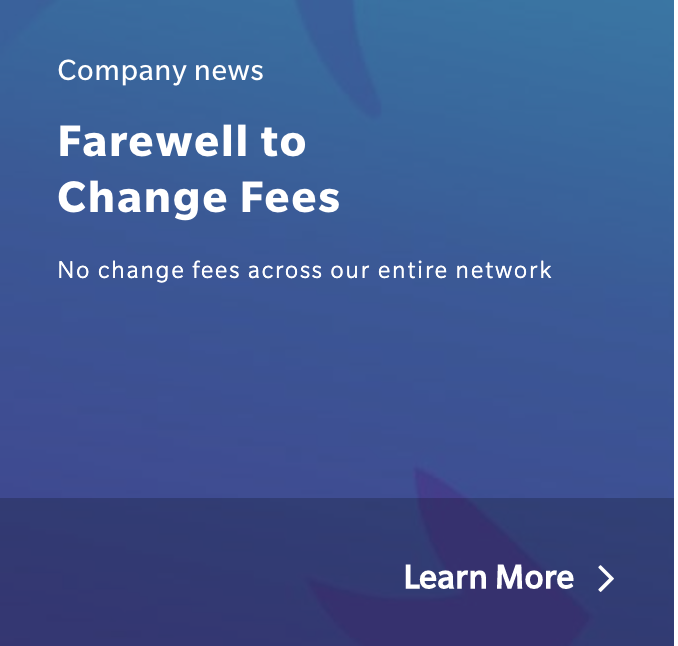 Company news
Farewell to
Change Fees
No change fees across our entire network
Learn More